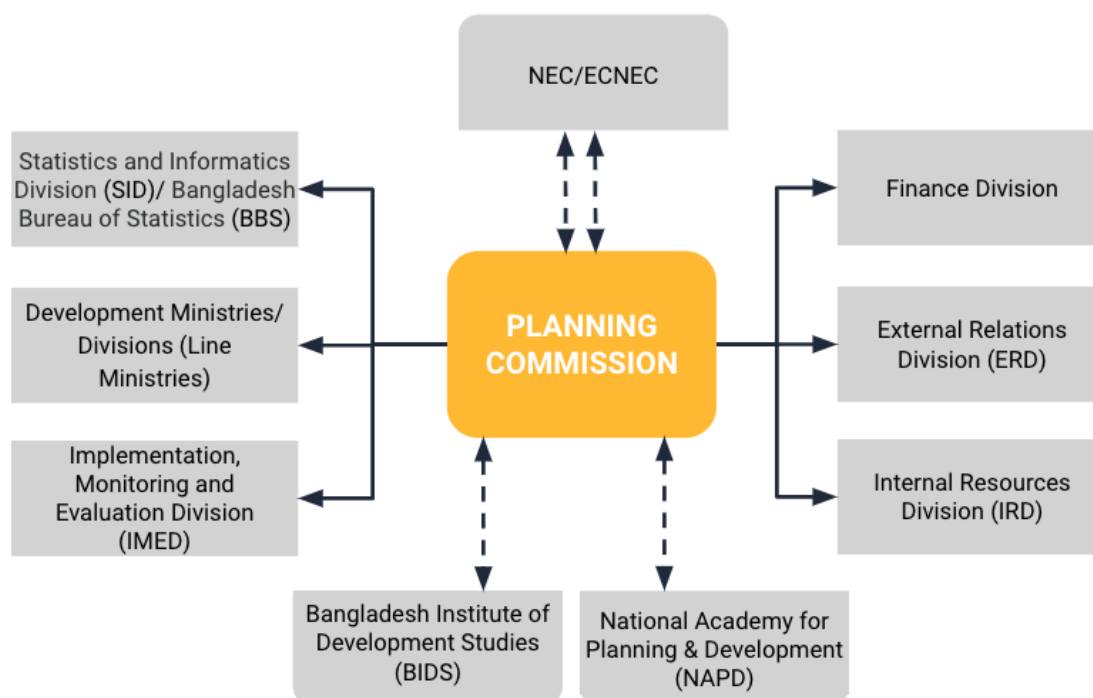 NEC/ECNEC
Statistics and Informatics
Division (SID)/ Bangladesh
Bureau of Statistics (BBS)
Finance Division
Development Ministries/
Divisions (Line
Ministries)
PLANNING
COMMISSION
External Relations
Division (ERD)
Implementation,
Monitoring and
Evaluation Division
(IMED)
Internal Resources
Division (IRD)
Bangladesh Institute of
Development Studies
(BIDS)
National Academy for
Planning & Development
(NAPD)